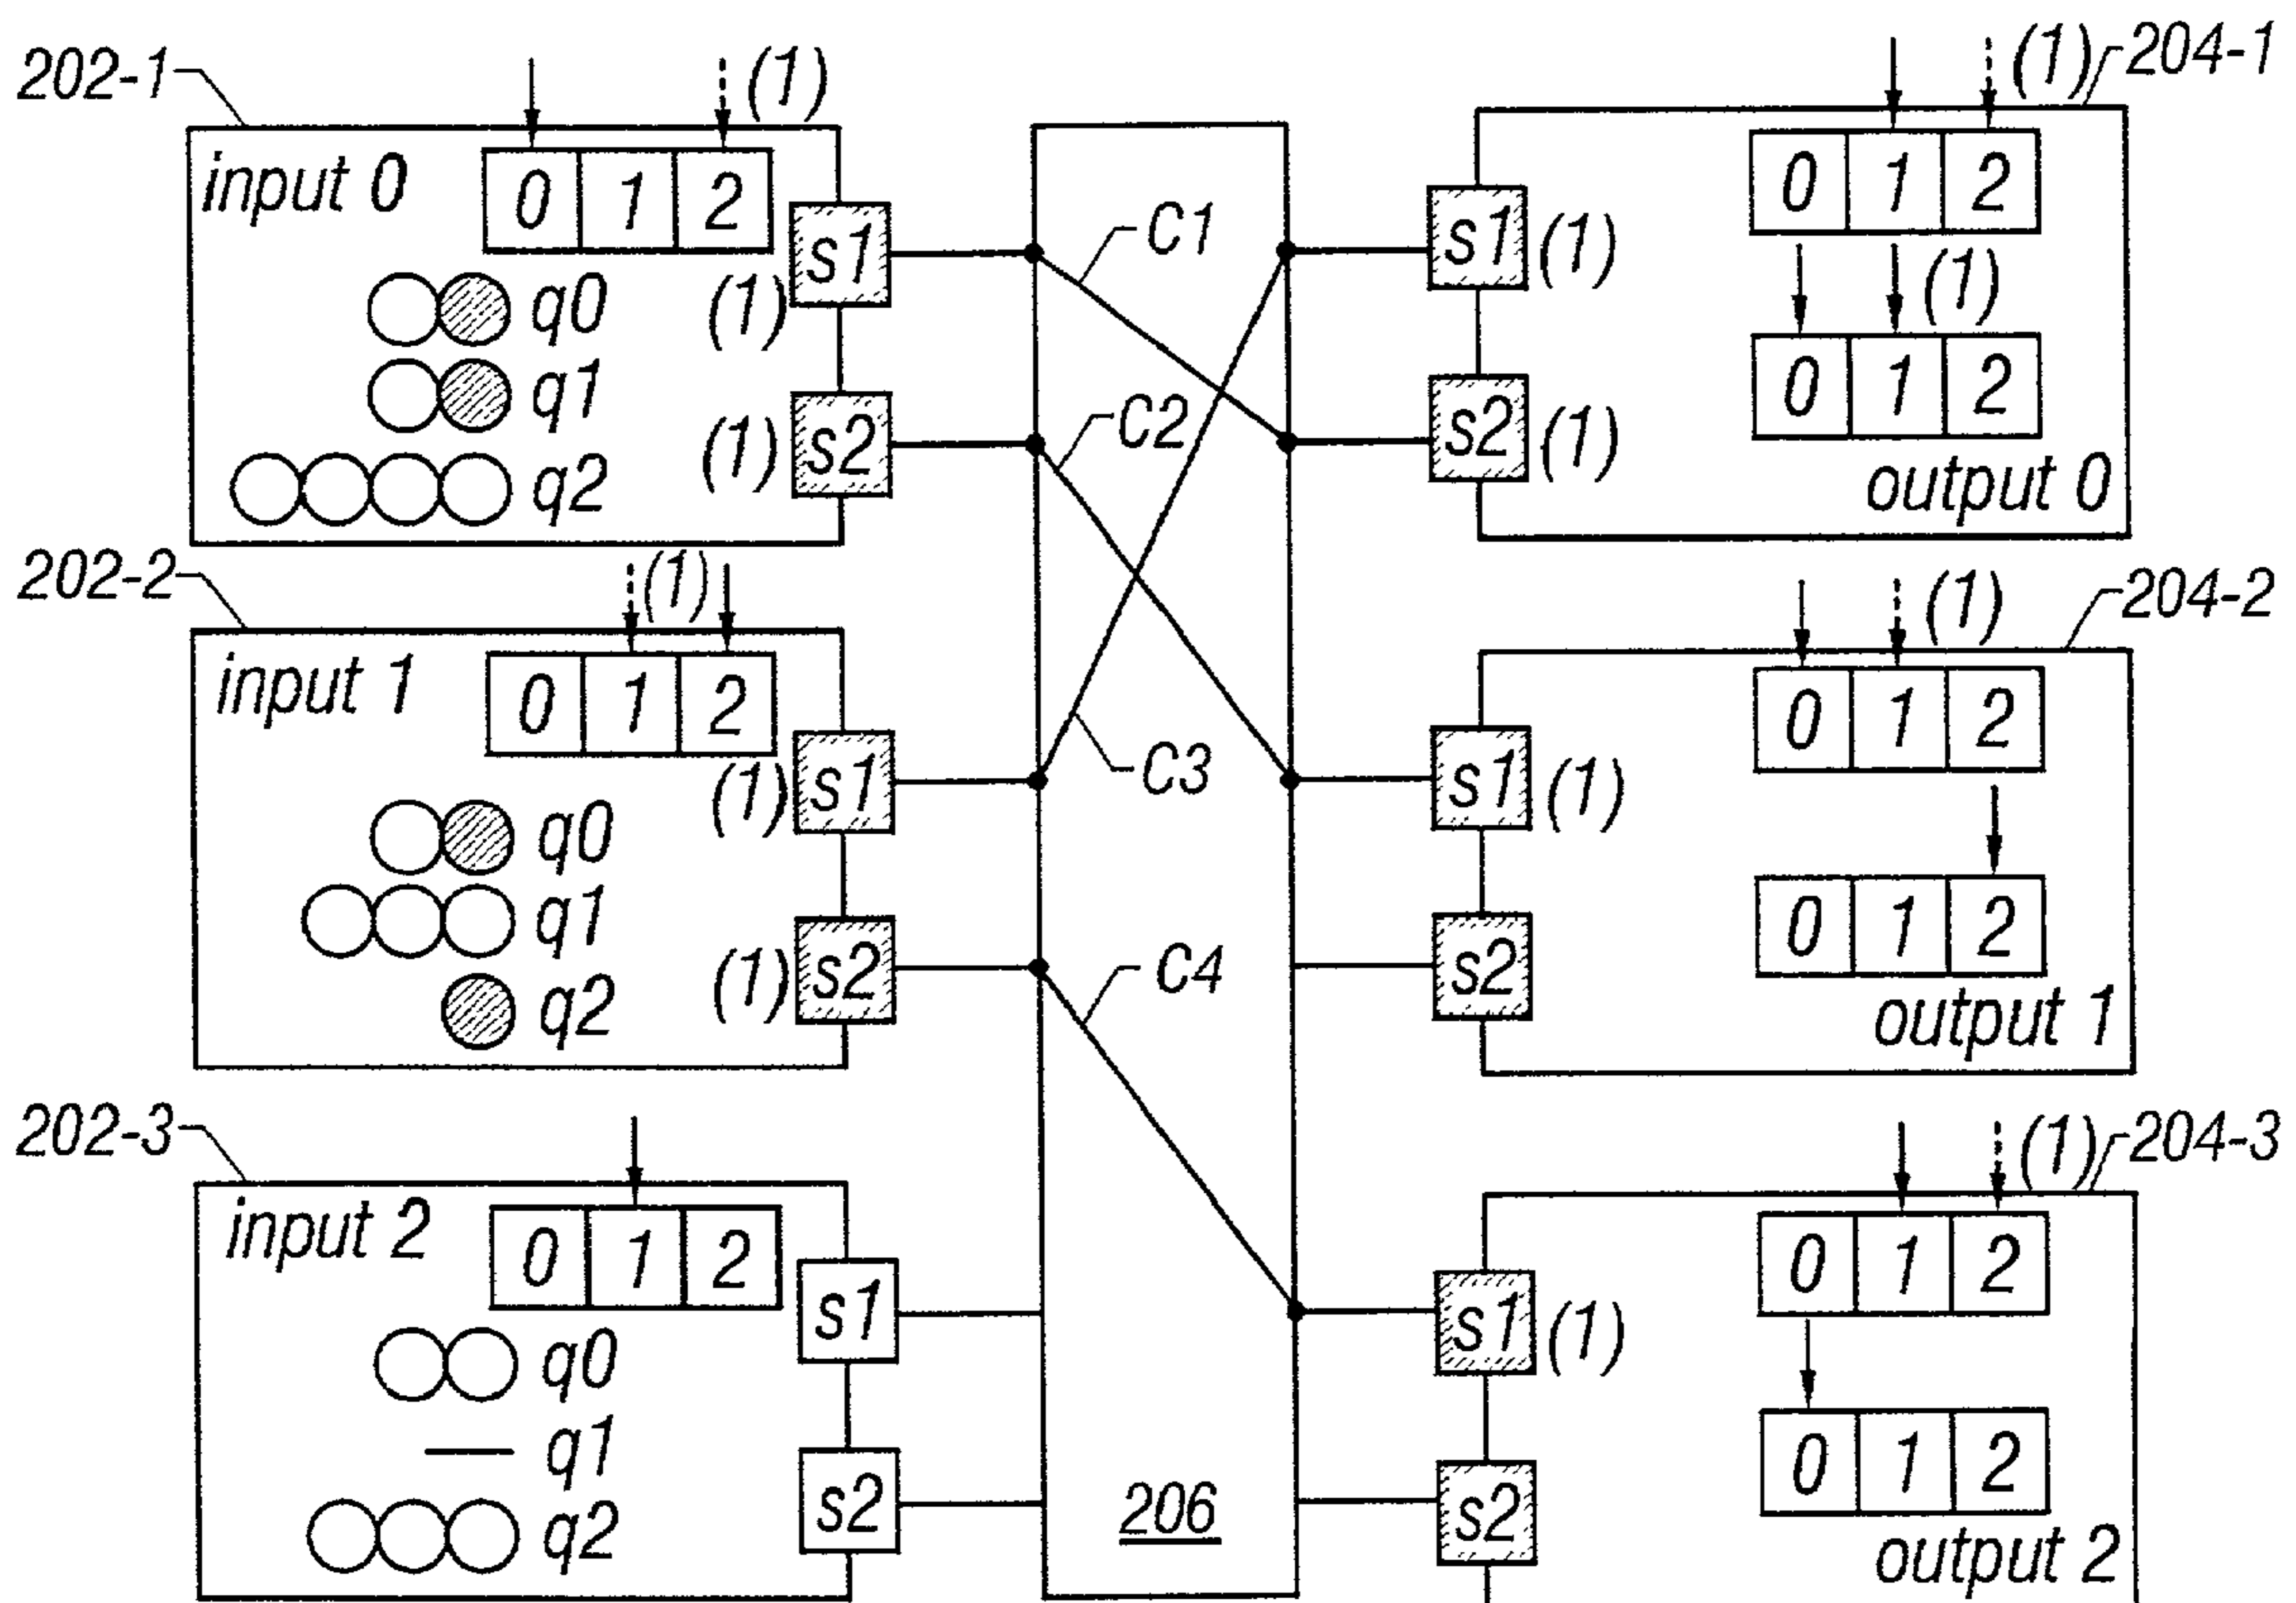 202-1
(1)
input 0
0 1 2
s1
(1)
q0
q1
q2
s2
(1)
202-2
(1)
input 1
0 1 2
s1
(1)
q0
q1
q2
s2
(1)
202-3
input 2
0 1 2
s1
q0
q1
q2
s2
C1
C2
C3
C4
206
(1)
204-1
0 1 2
s1
(1)
(1)
0 1 2
s2
(1)
output 0
(1)
204-2
0 1 2
s1
(1)
0 1 2
s2
output 1
(1)
204-3
0 1 2
s1
(1)
0 1 2
s2
output 2